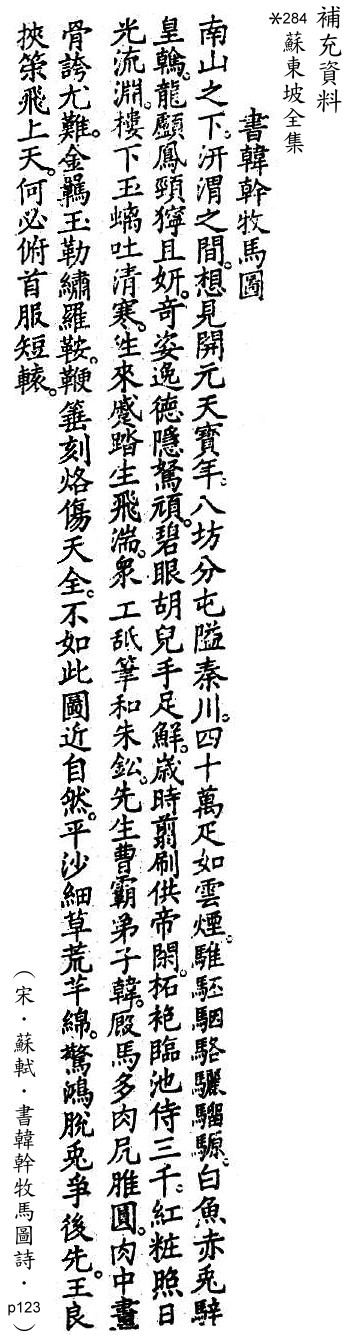 補充資料
*284 蘇東坡全集
書韓幹牧馬圖
南山之下。汧渭之間。想見開元天寶年。八坊分屯隘秦川。四十萬疋如雲煙。騅駓駰駱驪騮騵。白魚赤兔騂
皇鶾。龍顱鳳頸獰且妍。奇姿逸德隱駑頑。碧眼胡兒手足鮮。歲時翦刷供帝閑。柘袍臨池侍三千。紅粧照日
光流淵。樓下玉螭吐清寒。往來蹙踏生飛湍。衆工舐筆和朱鈆。先生曹霸弟子韓。厩馬多肉尻脽圓。肉中畫
骨誇尤難。金羈玉勒繡羅鞍。鞭箠刻烙傷天全。不如此圖近自然。平沙細草荒芊綿。驚鴻脫兔爭後先。王良
挾策飛上天。何必俯首服短轅。
(宋．蘇軾．書韓幹牧馬圖詩．p123)